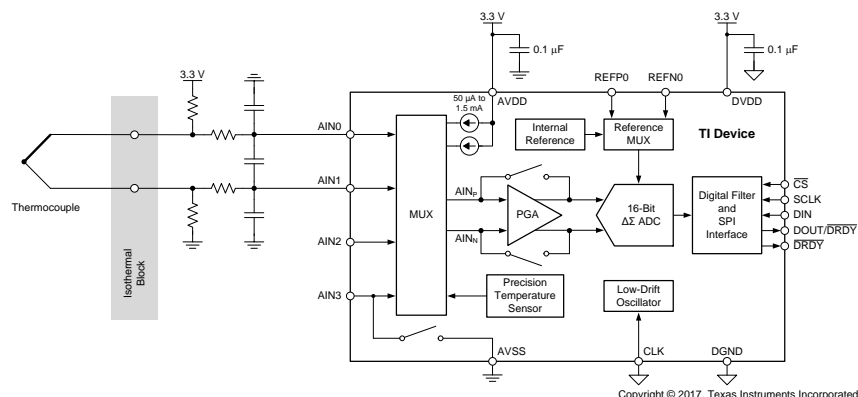 3.3 V
3.3 V
0.1 μF
0.1 μF
3.3 V
REFP0
REFN0
AVDD
DVDD
50 μA to
1.5 mA
TI Device
Internal
Reference
Reference
MUX
AIN0
AIN1
AIN2
AIN3
MUX
AINP
AINN
PGA
16-Bit
ΔΣ ADC
Digital Filter
and
SPI
Interface
CS
SCLK
DIN
DOUT/DRDY
DRDY
Thermocouple
Isothermal
Block
Precision
Temperature
Sensor
Low-Drift
Oscillator
AVSS
CLK
DGND
Copyright © 2017, Texas Instruments Incorporated